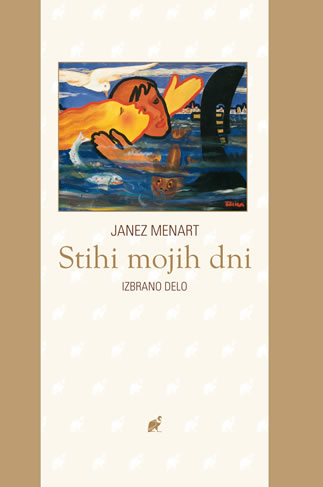 JANEZ MENART
Stihi mojih dni
IZBRANO DELO